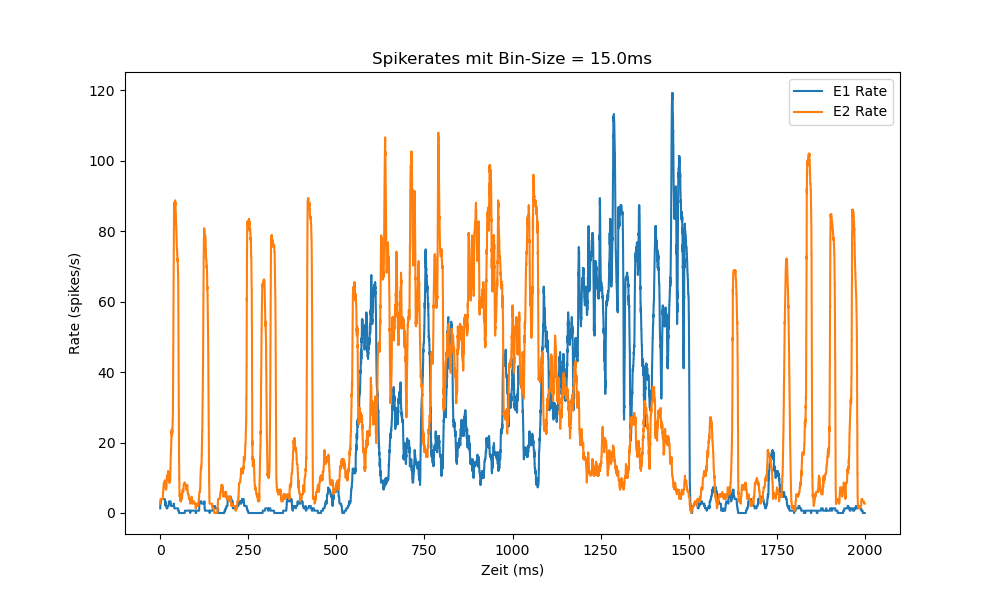 Spikerates mit Bin-Size = 15.0ms
E1 Rate
E2 Rate
Rate (spikes/s)
120
100
80
60
40
20
0
0 250 500 750 1000 1250 1500 1750 2000
Zeit (ms)